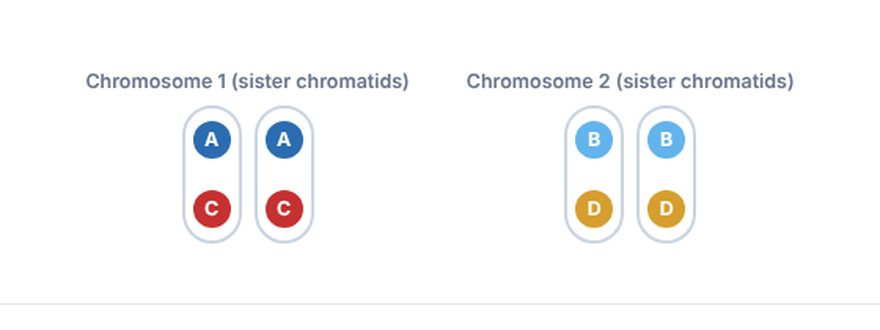 Chromosome 1 (sister chromatids) Chromosome 2 (sister chromatids)
A A B B
C C D D